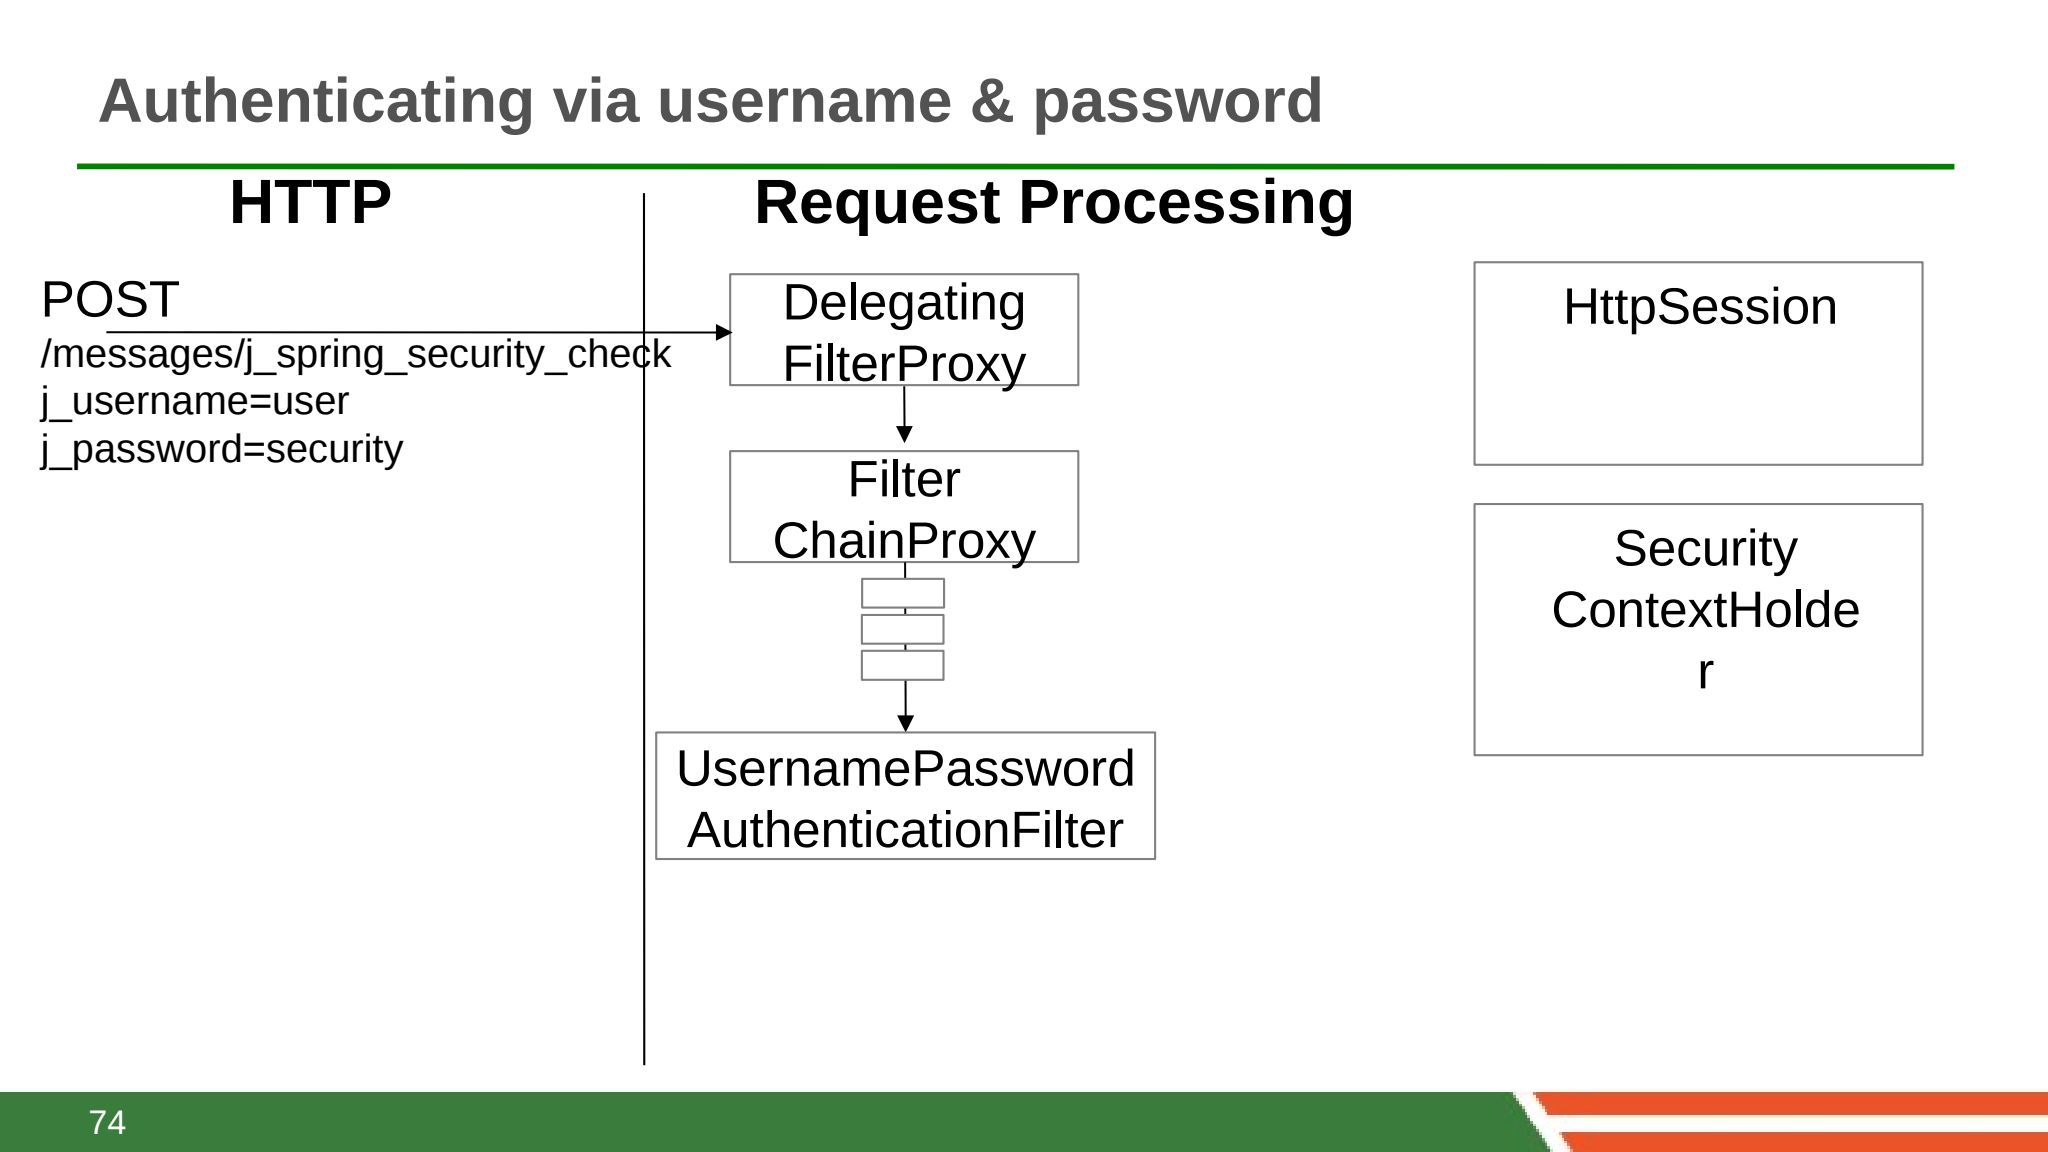 Authenticating via username & password
HTTP
Request Processing
POST
/messages/j_spring_security_check
j_username=user
j_password=security
Delegating
FilterProxy
Filter
ChainProxy
UsernamePassword
AuthenticationFilter
HttpSession
Security
ContextHolde
r
74